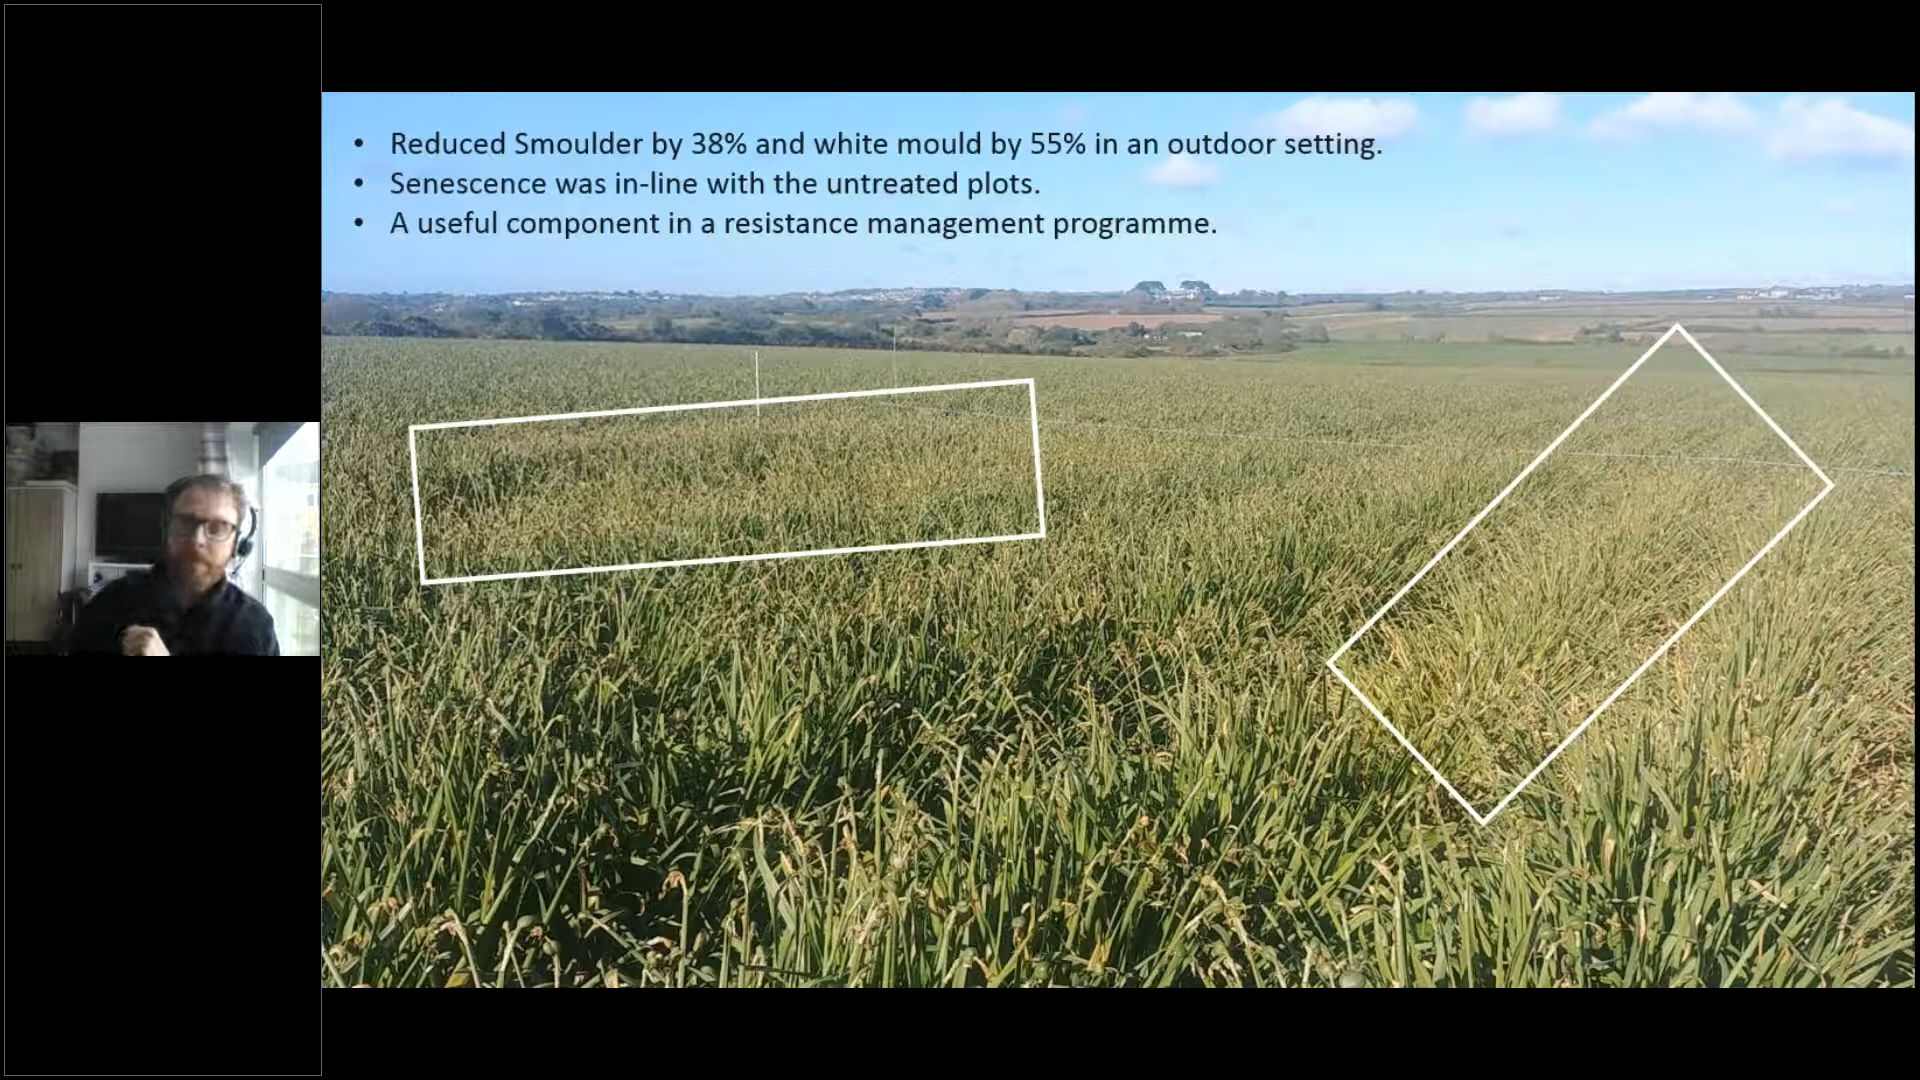 • Reduced Smoulder by 38% and white mould by 55% in an outdoor setting.
• Senescence was in-line with the untreated plots.
• A useful component in a resistance management programme.